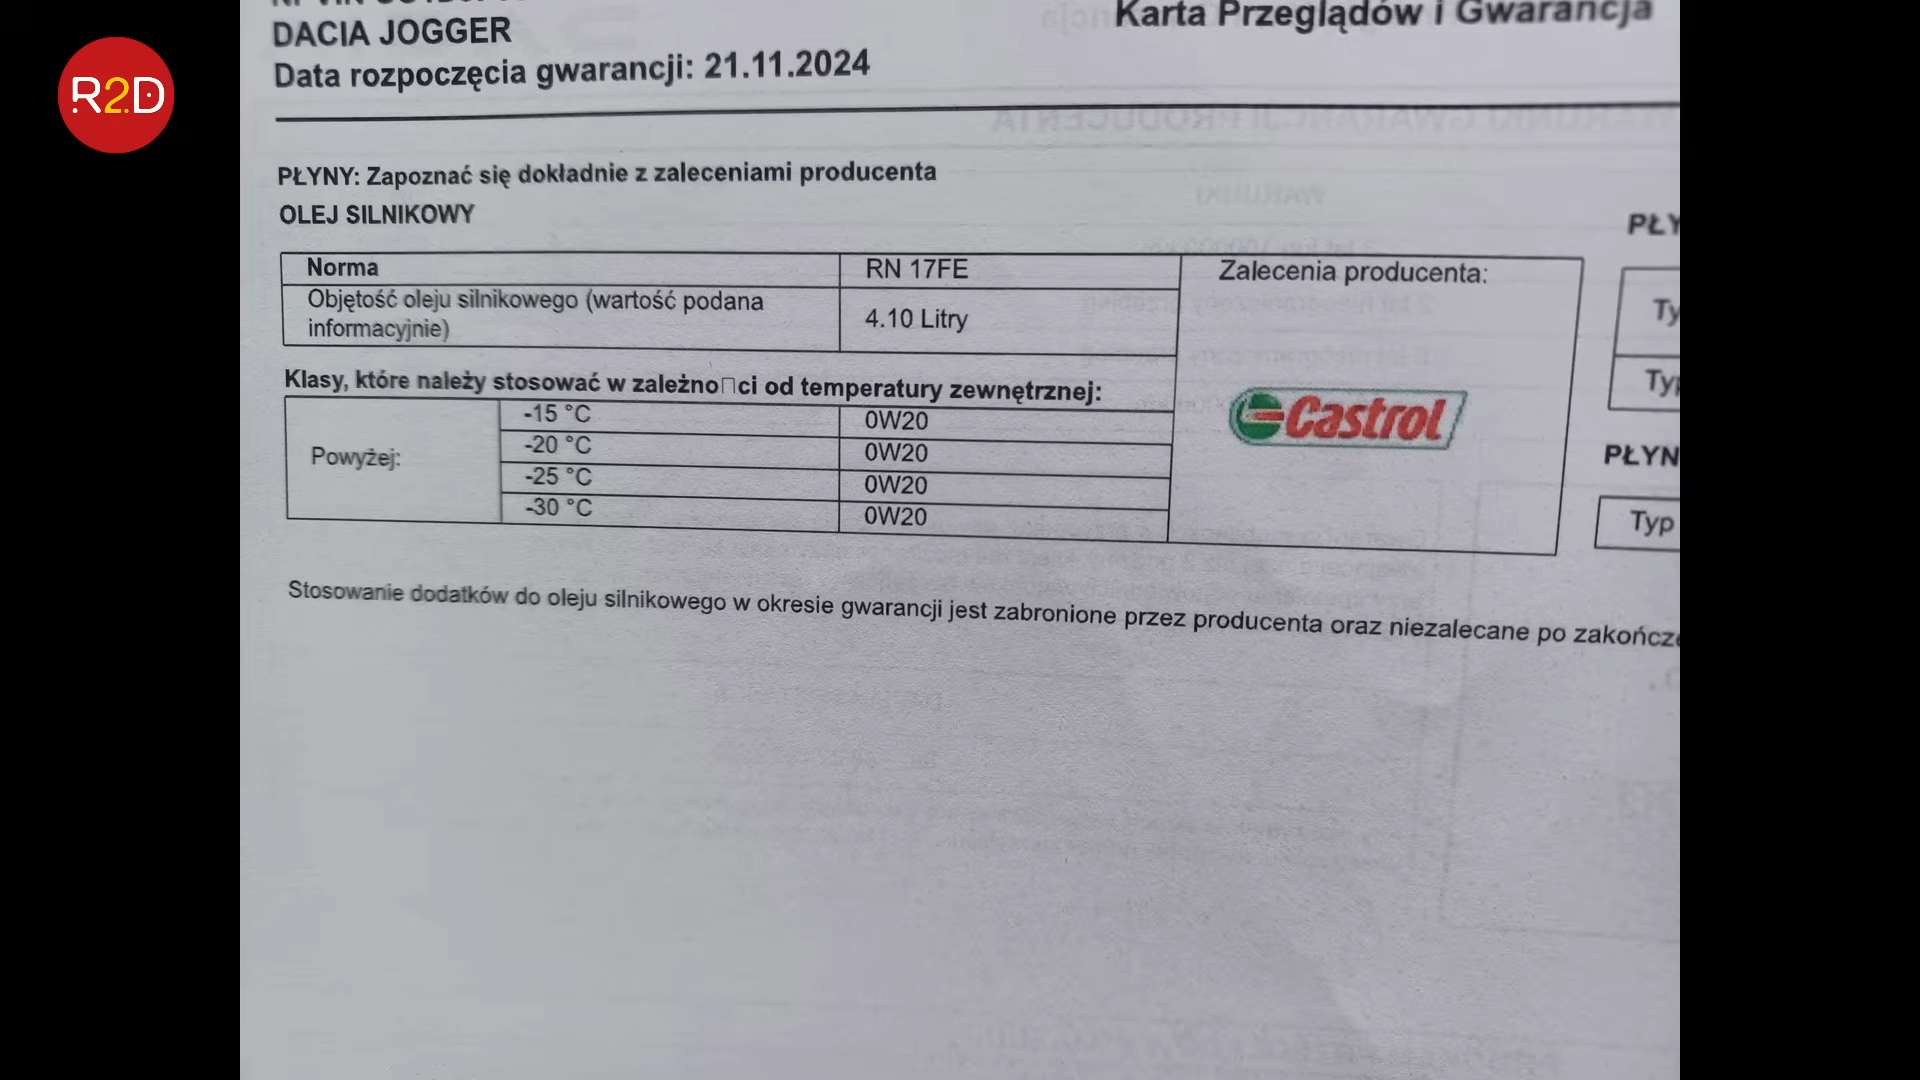 R2D
DACIA JOGGER
Data rozpoczęcia gwarancji: 21.11.2024
Karta Przeglądów i Gwarancja
PŁYNY: Zapoznać się dokładnie z zaleceniami producenta
OLEJ SILNIKOWY
Norma RN 17FE
Objętość oleju silnikowego (wartość podana
informacyjnie) 4.10 Litry
Zalecenia producenta:
Castrol
Klasy, które należy stosować w zależno□ci od temperatury zewnętrznej:
Powyżej:
-15 °C 0W20
-20 °C 0W20
-25 °C 0W20
-30 °C 0W20
Stosowanie dodatków do oleju silnikowego w okresie gwarancji jest zabronione przez producenta oraz niezalecane po
Typ